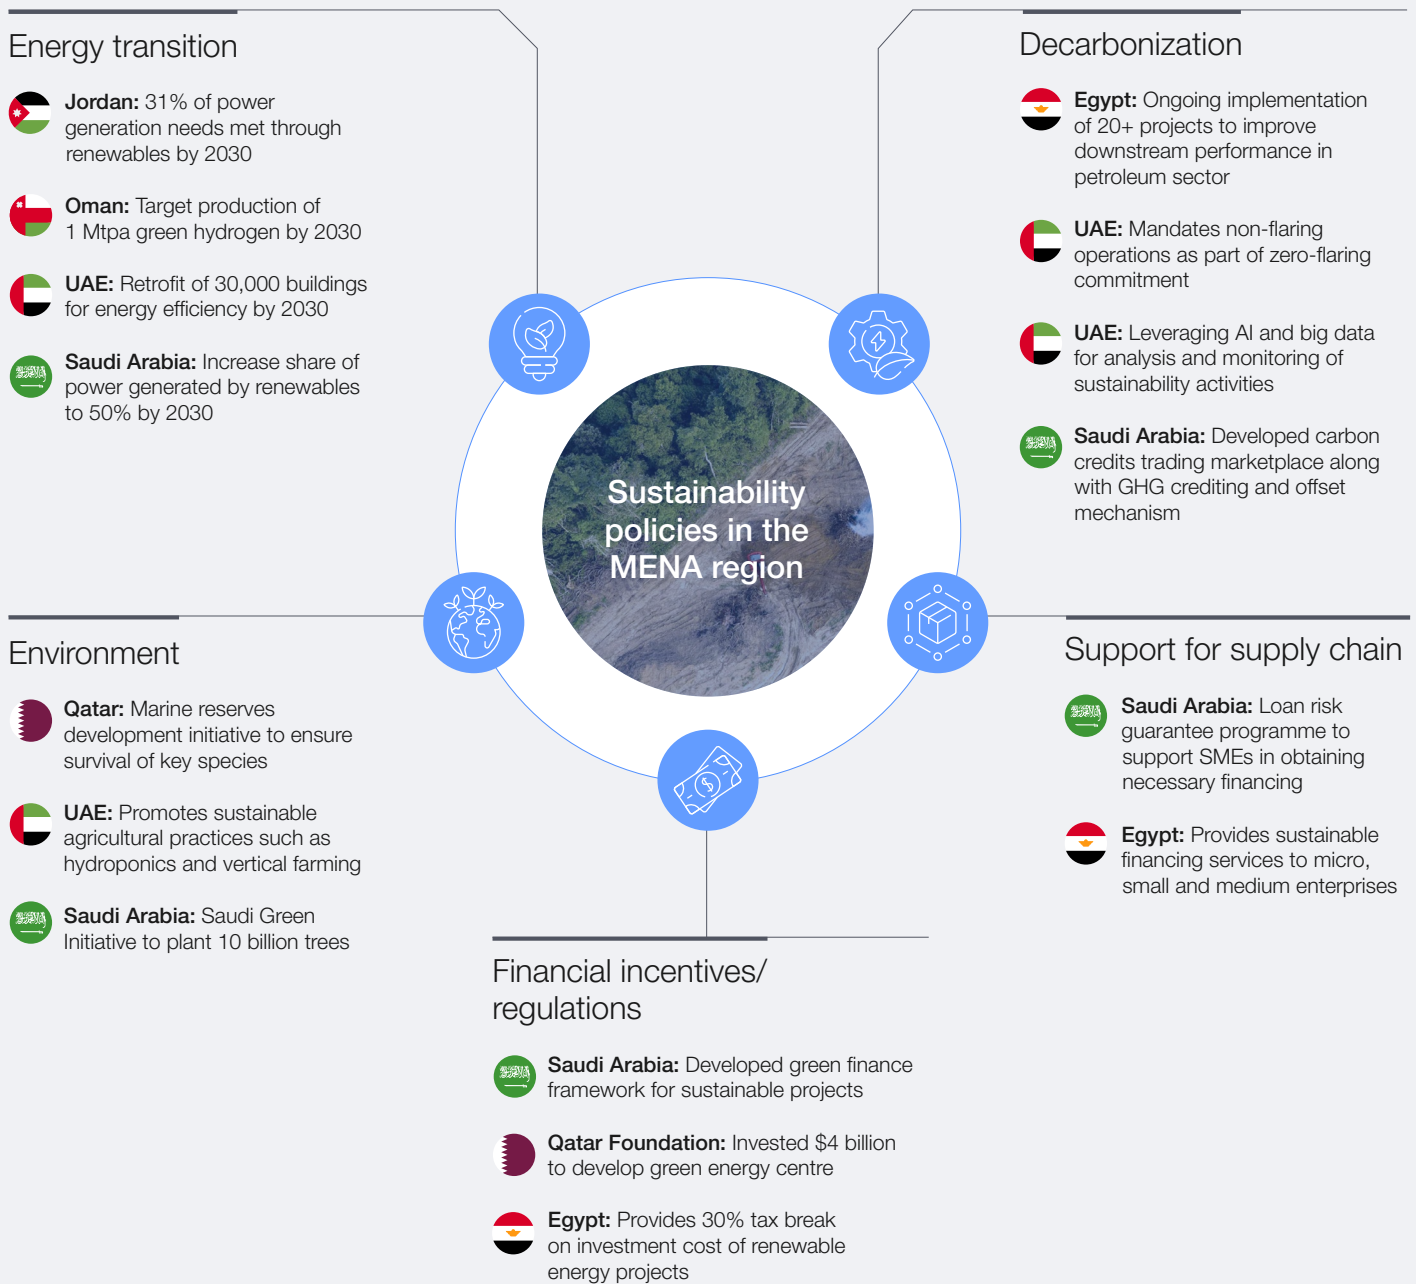 Energy transition
Jordan: 31% of power
generation needs met through
renewables by 2030
Oman: Target production of
1 Mtpa green hydrogen by 2030
UAE: Retrofit of 30,000 buildings
for energy efficiency by 2030
Saudi Arabia: Increase share of
power generated by renewables
to 50% by 2030
Decarbonization
Egypt: Ongoing implementation
of 20+ projects to improve
downstream performance in
petroleum sector
UAE: Mandates non-flaring
operations as part of zero-flaring
commitment
UAE: Leveraging AI and big data
for analysis and monitoring of
sustainability activities
Saudi Arabia: Developed carbon
credits trading marketplace along
with GHG crediting and offset
mechanism
Sustainability
policies in the
MENA region
Environment
Qatar: Marine reserves
development initiative to ensure
survival of key species
UAE: Promotes sustainable
agricultural practices such as
hydroponics and vertical farming
Saudi Arabia: Saudi Green
Initiative to plant 10 billion trees
Support for supply chain
Saudi Arabia: Loan risk
guarantee programme to
support SMEs in obtaining
necessary financing
Egypt: Provides sustainable
financing services to micro,
small and medium enterprises
Financial incentives/
regulations
Saudi Arabia: Developed green finance
framework for sustainable projects
Qatar Foundation: Invested $4 billion
to develop green energy centre
Egypt: Provides 30% tax break
on investment cost of renewable
energy projects